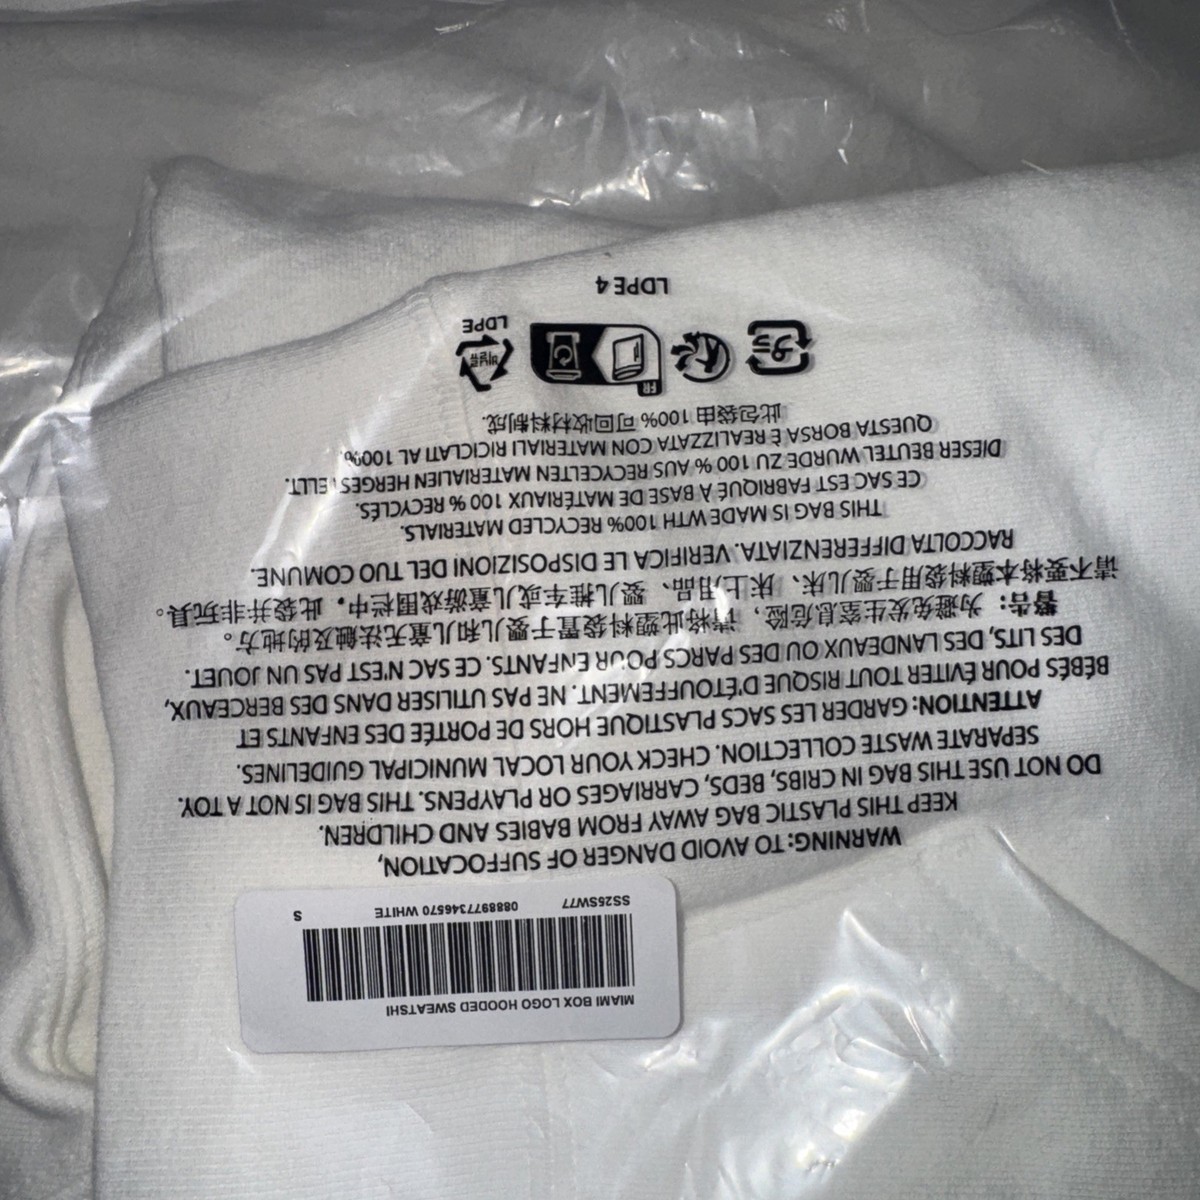 MIAMI BOX LOGO HOODED SWEATSHI
SS25SW77 0888977346570 WHITE S
WARNING: TO AVOID DANGER OF SUFFOCATION,
KEEP THIS PLASTIC BAG AWAY FROM BABIES AND CHILDREN.
DO NOT USE THIS BAG IN CRIBS, BEDS, CARRIAGES OR PLAYPENS. THIS BAG IS NOT A TOY.
SEPARATE WASTE COLLECTION. CHECK YOUR LOCAL MUNICIPAL GUIDELINES.
ATTENTION: GARDER LES SACS PLASTIQUE HORS DE PORTÉE DES ENFANTS ET
BÉBÉS POUR ÉVITER TOUT RISQUE D'ÉTOUFFEMENT. NE PAS UTILISER DANS DES BERCEAUX,
DES LITS, DES LANDEAUX OU DES PARCS POUR ENFANTS. CE SAC N'EST PAS UN JOUET.
警告：为避免发生窒息危险，请将此塑料袋置于婴儿和儿童无法触及的地方。
请不要将本塑料袋用于婴儿床、床上用品、婴儿推车或儿童游戏围栏中。此袋并非玩具。
RACCOLTA DIFFERENZIATA. VERIFICA LE DISPOSIZIONI DEL TUO COMUNE.
THIS BAG IS MADE WTH 100% RECYCLED MATERIALS.
CE SAC EST FABRIQUÉ À BASE DE MATÉRIAUX 100 % RECYCLÉS.
DIESER BEUTEL WURDE ZU 100 % AUS RECYCELTEN MATERIALIEN HERGESTELLT.
QUESTA BORSA È REALIZZATA CON MATERIALI RICICLATI AL 100%.
此包袋由 100% 可回收材料制成.
プラ FR 비닐류
LDPE
LDPE 4